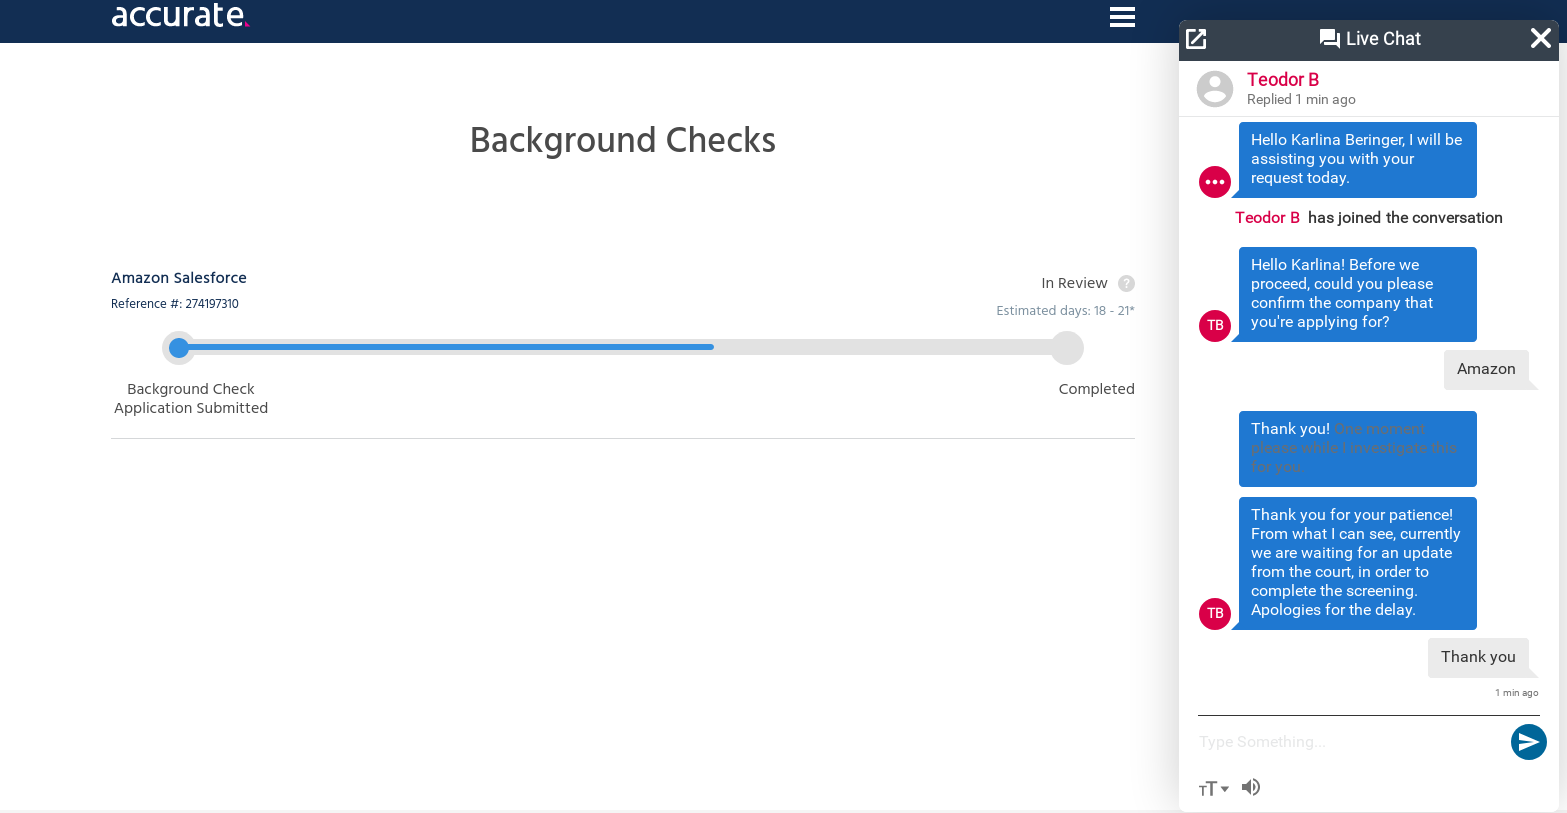 accurate.
Live Chat
Teodor B
Replied 1 min ago
Background Checks
Hello Karlina Beringer, I will be
assisting you with your
request today.
Teodor B has joined the conversation
Amazon Salesforce
Reference #: 274197310
In Review ?
Estimated days: 18 - 21*
Background Check
Application Submitted
Completed
Hello Karlina! Before we
proceed, could you please
confirm the company that
you're applying for?
TB
Amazon
Thank you! One moment
please while I investigate this
for you.
Thank you for your patience!
From what I can see, currently
we are waiting for an update
from the court, in order to
complete the screening.
Apologies for the delay.
TB
Thank you
1 min ago
Type Something...
TT